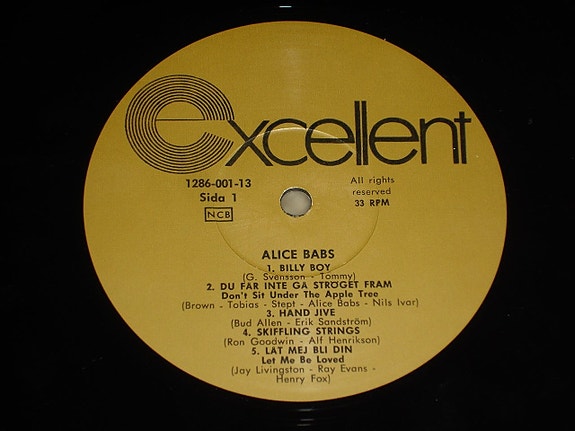 excellent
1286-001-13
Sida 1
NCB
All rights
reserved
33 RPM
ALICE BABS
1. BILLY BOY
(G. Svensson - Tommy)
2. DU FÅR INTE GÅ STRÖGET FRAM
Don't Sit Under The Apple Tree
(Brown - Tobias - Stept - Alice Babs - Nils Ivar)
3. HAND JIVE
(Bud Allen - Erik Sandström)
4. SKIFFLING STRINGS
(Ron Goodwin - Alf Henrikson)
5. LÅT MEJ BLI DIN
Let Me Be Loved
(Jay Livingston - Ray Evans -
Henry Fox)